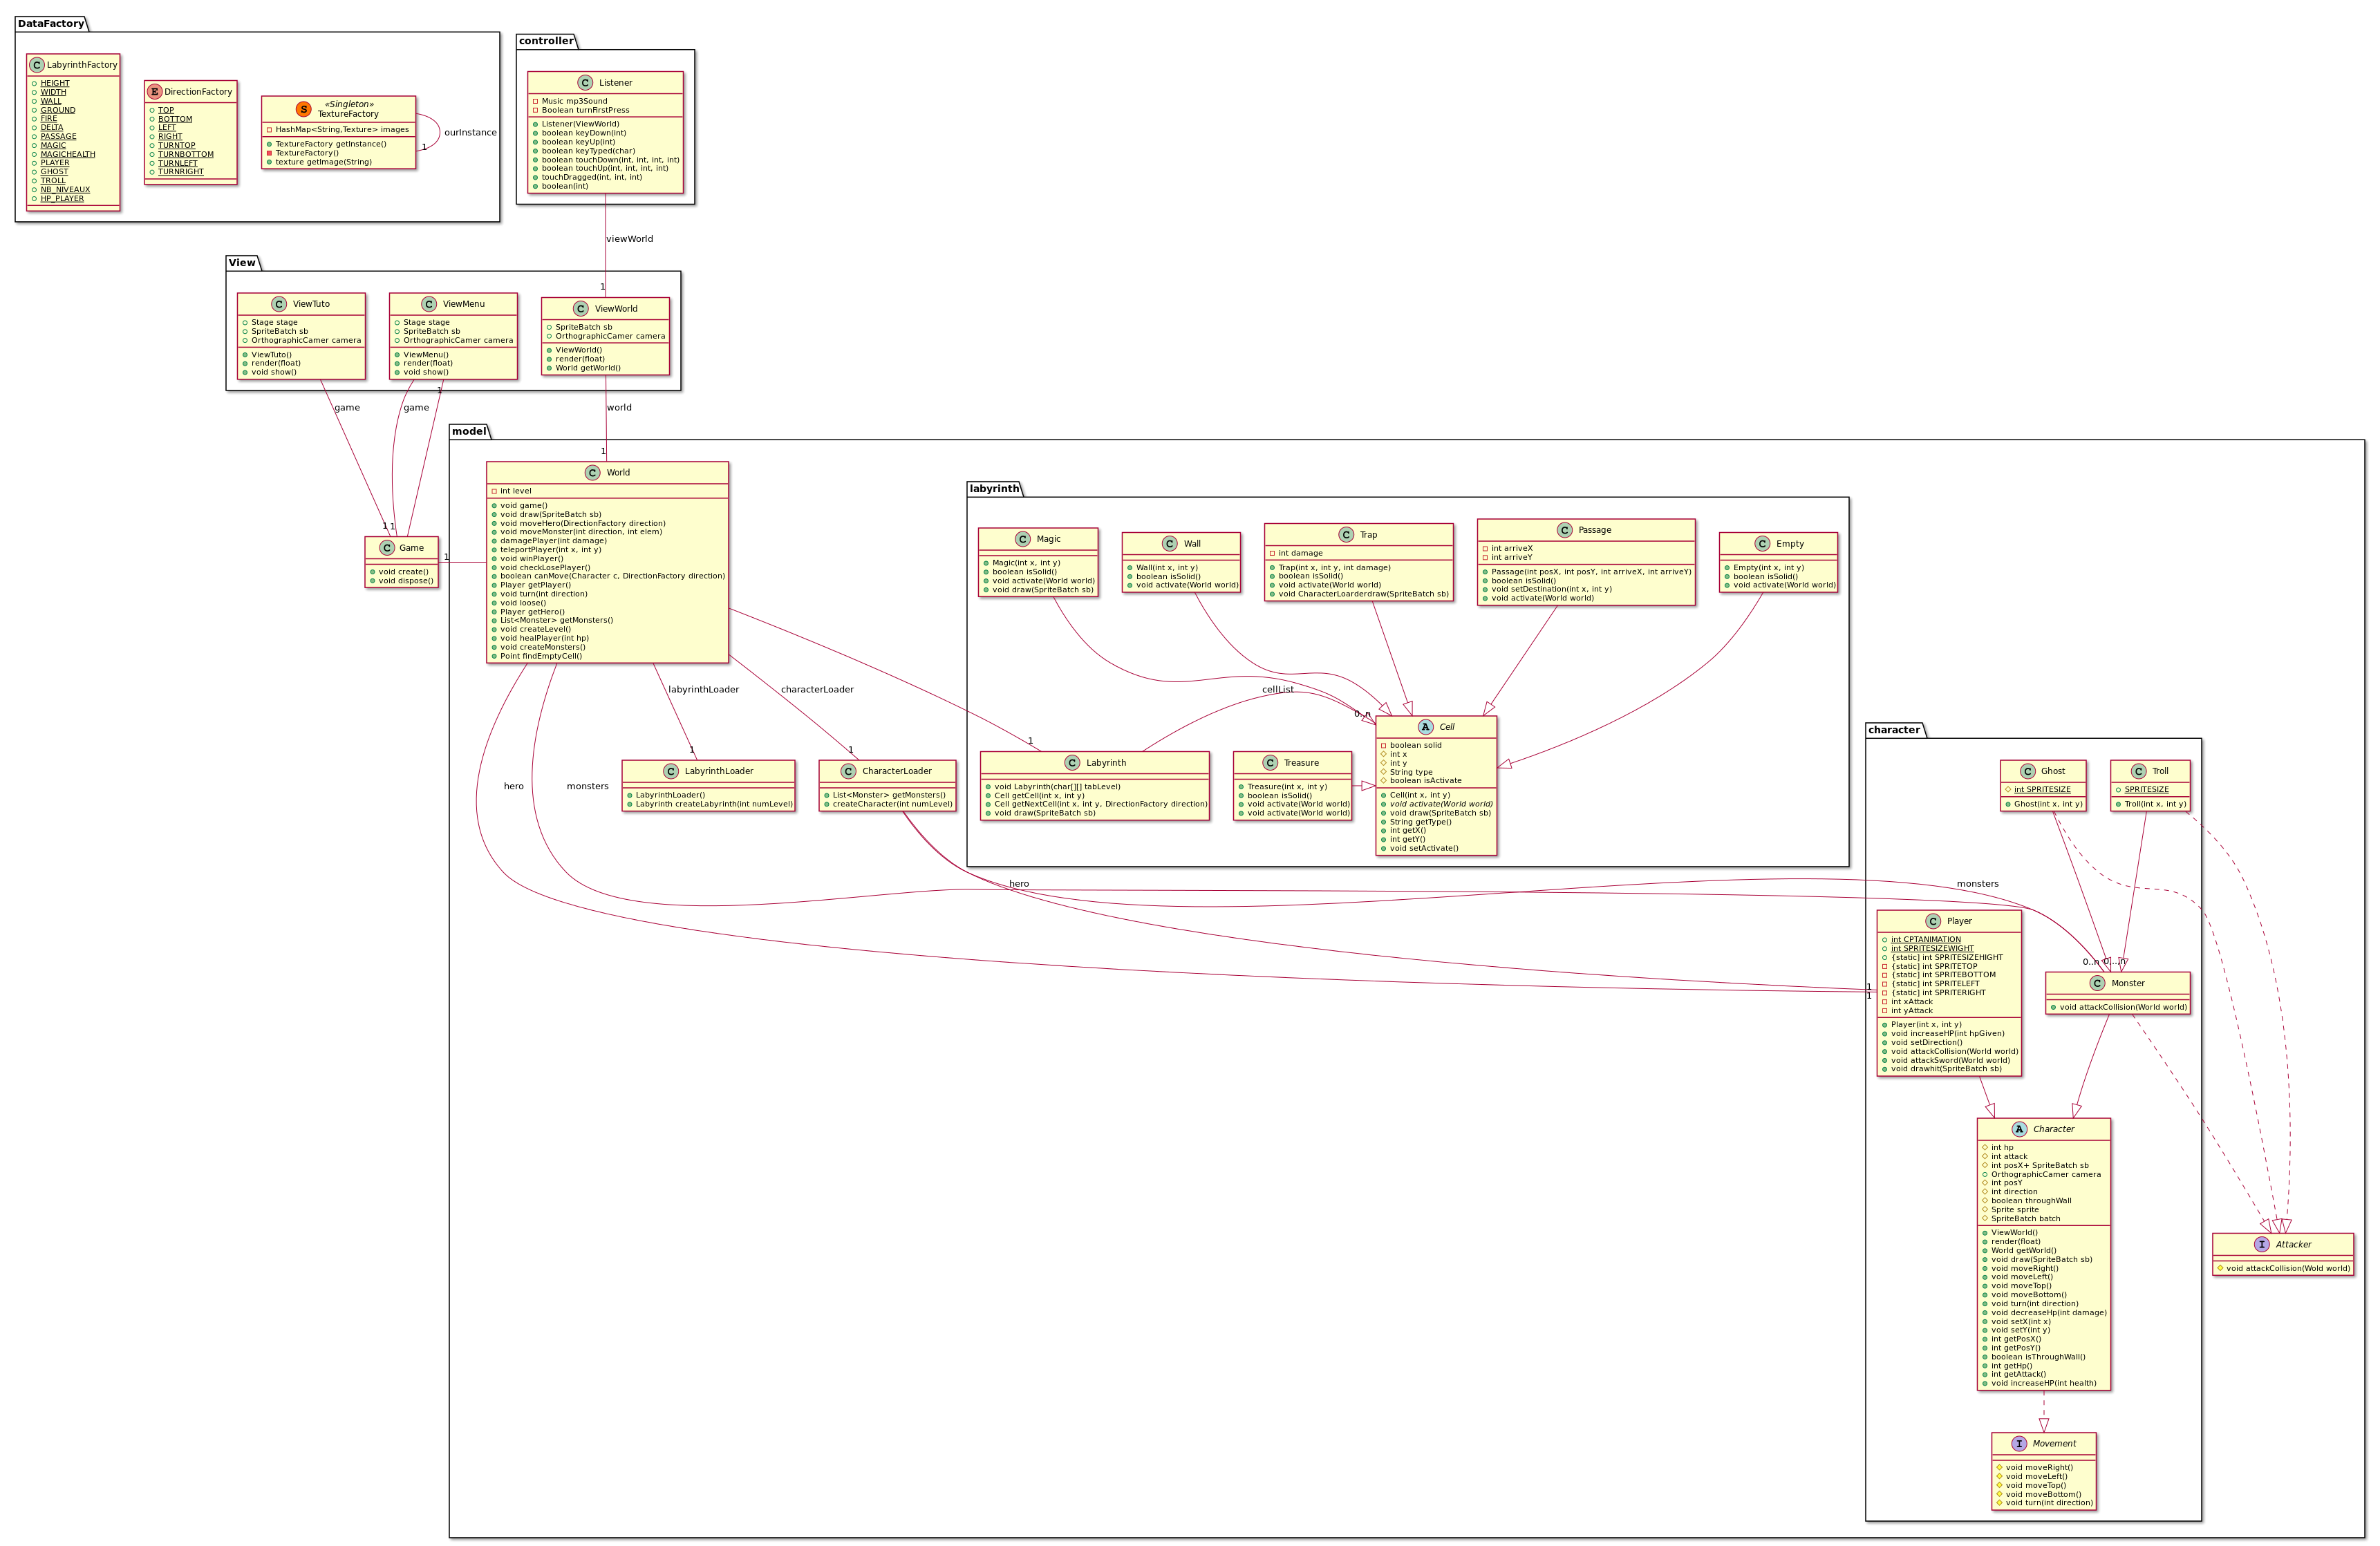 DataFactory
LabyrinthFactory
HEIGHT
WIDTH
WALL
GROUND
FIRE
DELTA
PASSAGE
MAGIC
MAGICHEALTH
PLAYER
GHOST
TROLL
NB_NIVEAUX
HP_PLAYER
DirectionFactory
TOP
BOTTOM
LEFT
RIGHT
TURNTOP
TURNBOTTOM
TURNLEFT
TURNRIGHT
«Singleton»
TextureFactory
HashMap<String,Texture> images
TextureFactory getInstance()
TextureFactory()
texture getImage(String)
ourInstance
1
controller
Listener
Music mp3Sound
Boolean turnFirstPress
Listener(ViewWorld)
boolean keyDown(int)
boolean keyUp(int)
boolean keyTyped(char)
boolean touchDown(int, int, int, int)
boolean touchUp(int, int, int, int)
touchDragged(int, int, int)
boolean(int)
viewWorld
1
View
ViewTuto
Stage stage
SpriteBatch sb
OrthographicCamer camera
ViewTuto()
render(float)
void show()
ViewMenu
Stage stage
SpriteBatch sb
OrthographicCamer camera
ViewMenu()
render(float)
void show()
ViewWorld
SpriteBatch sb
OrthographicCamer camera
ViewWorld()
render(float)
World getWorld()
game
game
1
world
1
1
1
Game
void create()
void dispose()
1
model
World
int level
void game()
void draw(SpriteBatch sb)
void moveHero(DirectionFactory direction)
void moveMonster(int direction, int elem)
damagePlayer(int damage)
teleportPlayer(int x, int y)
void winPlayer()
void checkLosePlayer()
boolean canMove(Character c, DirectionFactory direction)
Player getPlayer()
void turn(int direction)
void loose()
Player getHero()
List<Monster> getMonsters()
void createLevel()
void healPlayer(int hp)
void createMonsters()
Point findEmptyCell()
labyrinth
Magic
Magic(int x, int y)
boolean isSolid()
void activate(World world)
void draw(SpriteBatch sb)
Wall
Wall(int x, int y)
boolean isSolid()
void activate(World world)
Trap
int damage
Trap(int x, int y, int damage)
boolean isSolid()
void activate(World world)
void CharacterLoarderdraw(SpriteBatch sb)
Passage
int arriveX
int arriveY
Passage(int posX, int posY, int arriveX, int arriveY)
boolean isSolid()
void setDestination(int x, int y)
void activate(World world)
Empty
Empty(int x, int y)
boolean isSolid()
void activate(World world)
labyrinthLoader
characterLoader
cellList
1
1
1
0..n
LabyrinthLoader
LabyrinthLoader()
Labyrinth createLabyrinth(int numLevel)
CharacterLoader
List<Monster> getMonsters()
createCharacter(int numLevel)
Labyrinth
void Labyrinth(char[][] tabLevel)
Cell getCell(int x, int y)
Cell getNextCell(int x, int y, DirectionFactory direction)
void draw(SpriteBatch sb)
Treasure
Treasure(int x, int y)
boolean isSolid()
void activate(World world)
void activate(World world)
Cell
boolean solid
int x
int y
String type
boolean isActivate
Cell(int x, int y)
void activate(World world)
void draw(SpriteBatch sb)
String getType()
int getX()
int getY()
void setActivate()
hero
monsters
hero
monsters
character
Ghost
int SPRITESIZE
Ghost(int x, int y)
Troll
SPRITESIZE
Troll(int x, int y)
Player
int CPTANIMATION
int SPRITESIZEWIGHT
{static] int SPRITESIZEHIGHT
{static] int SPRITETOP
{static] int SPRITEBOTTOM
{static] int SPRITELEFT
{static] int SPRITERIGHT
int xAttack
int yAttack
Player(int x, int y)
void increaseHP(int hpGiven)
void setDirection()
void attackCollision(World world)
void attackSword(World world)
void drawhit(SpriteBatch sb)
1
1
0..n
Monster
void attackCollision(World world)
Character
int hp
int attack
int posX+ SpriteBatch sb
OrthographicCamer camera
int posY
int direction
boolean throughWall
Sprite sprite
SpriteBatch batch
ViewWorld()
render(float)
World getWorld()
void draw(SpriteBatch sb)
void moveRight()
void moveLeft()
void moveTop()
void moveBottom()
void turn(int direction)
void decreaseHp(int damage)
void setX(int x)
void setY(int y)
int getPosX()
int getPosY()
boolean isThroughWall()
int getHp()
int getAttack()
void increaseHP(int health)
Attacker
void attackCollision(Wold world)
Movement
void moveRight()
void moveLeft()
void moveTop()
void moveBottom()
void turn(int direction)